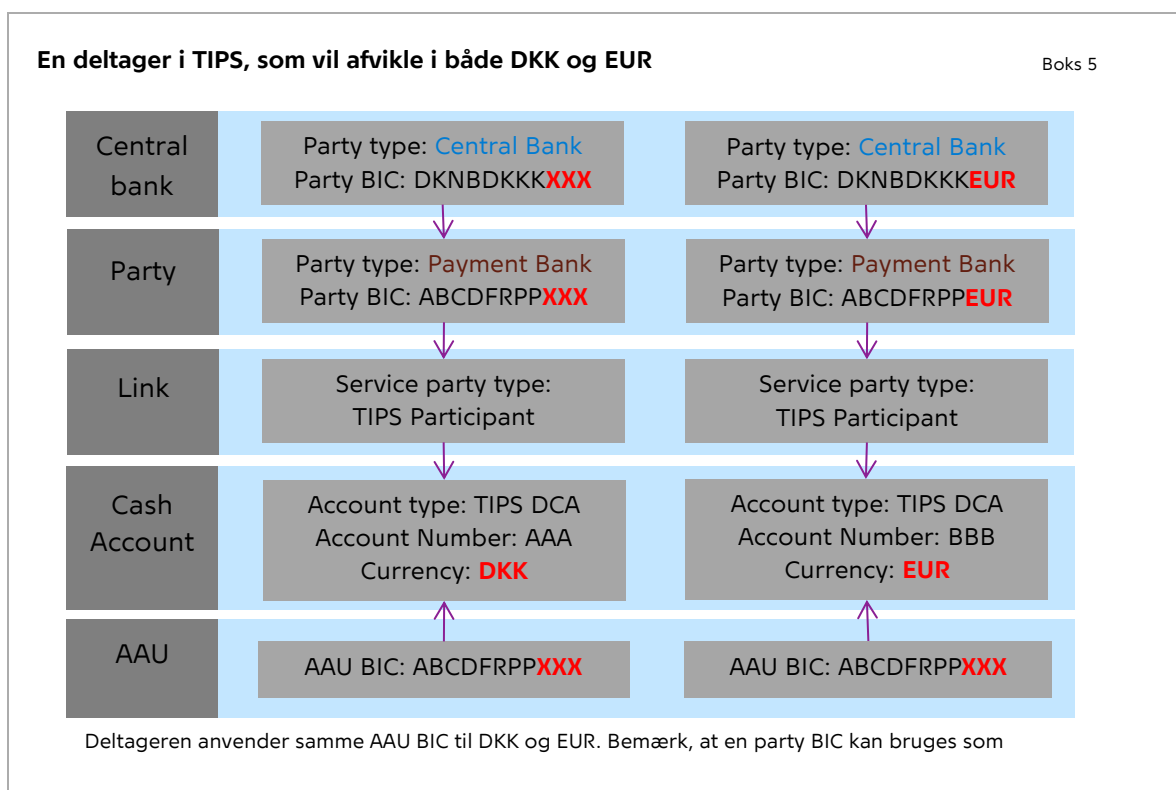 En deltager i TIPS, som vil afvikle i både DKK og EUR
Boks 5
Central
bank
Party type: Central Bank
Party BIC: DKNBDKKKXXX
Party type: Central Bank
Party BIC: DKNBDKKKEUR
Party
Party type: Payment Bank
Party BIC: ABCDFRPPXXX
Party type: Payment Bank
Party BIC: ABCDFRPPEUR
Link
Service party type:
TIPS Participant
Service party type:
TIPS Participant
Cash
Account
Account type: TIPS DCA
Account Number: AAA
Currency: DKK
Account type: TIPS DCA
Account Number: BBB
Currency: EUR
AAU
AAU BIC: ABCDFRPPXXX
AAU BIC: ABCDFRPPXXX
Deltageren anvender samme AAU BIC til DKK og EUR. Bemærk, at en party BIC kan bruges som